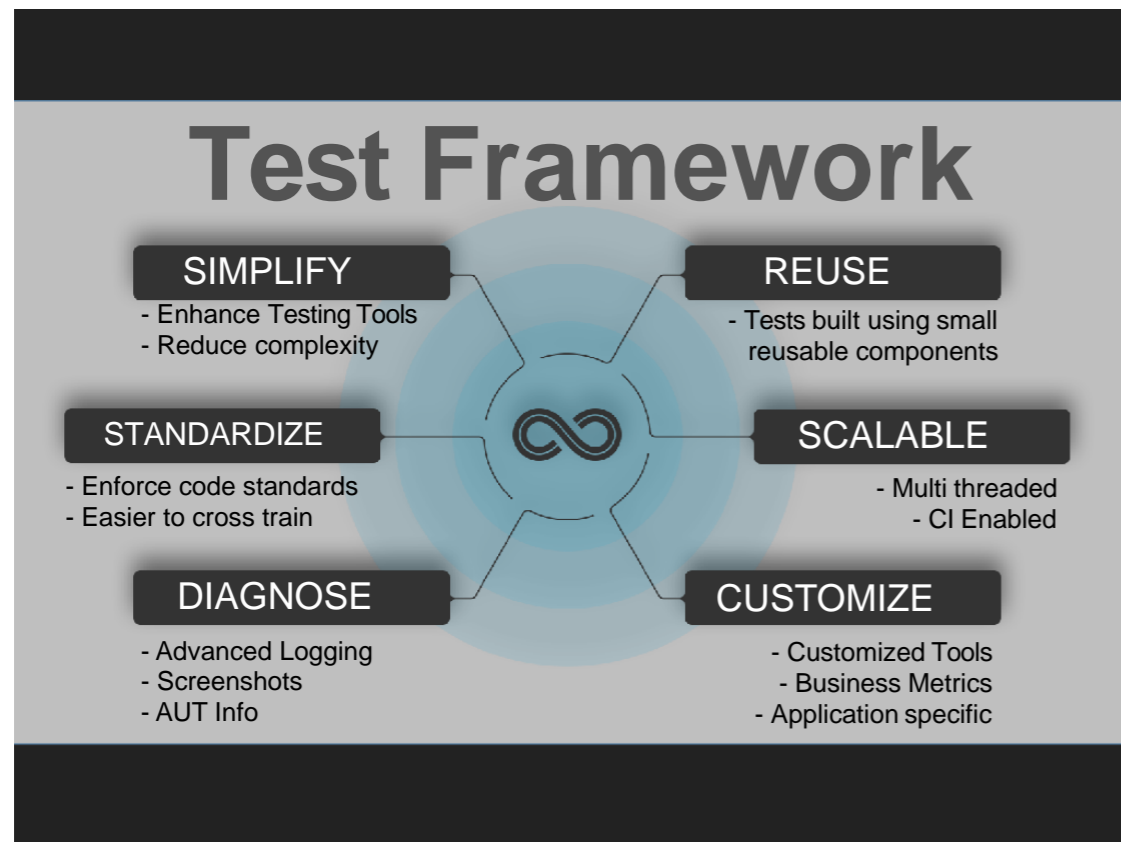 Test Framework
SIMPLIFY
- Enhance Testing Tools
- Reduce complexity
REUSE
- Tests built using small
reusable components
STANDARDIZE
- Enforce code standards
- Easier to cross train
SCALABLE
- Multi threaded
- CI Enabled
DIAGNOSE
- Advanced Logging
- Screenshots
- AUT Info
CUSTOMIZE
- Customized Tools
- Business Metrics
- Application specific